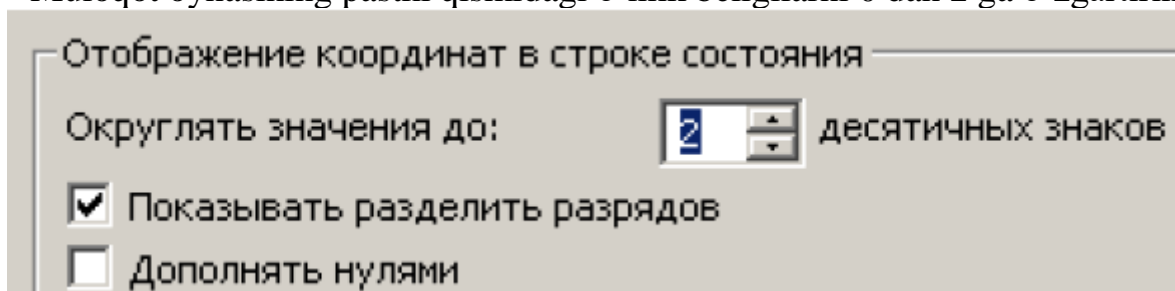 Отображение координат в строке состояния
Округлять значения до: 2 десятичных знаков
Показывать разделить разрядов
Дополнять нулями